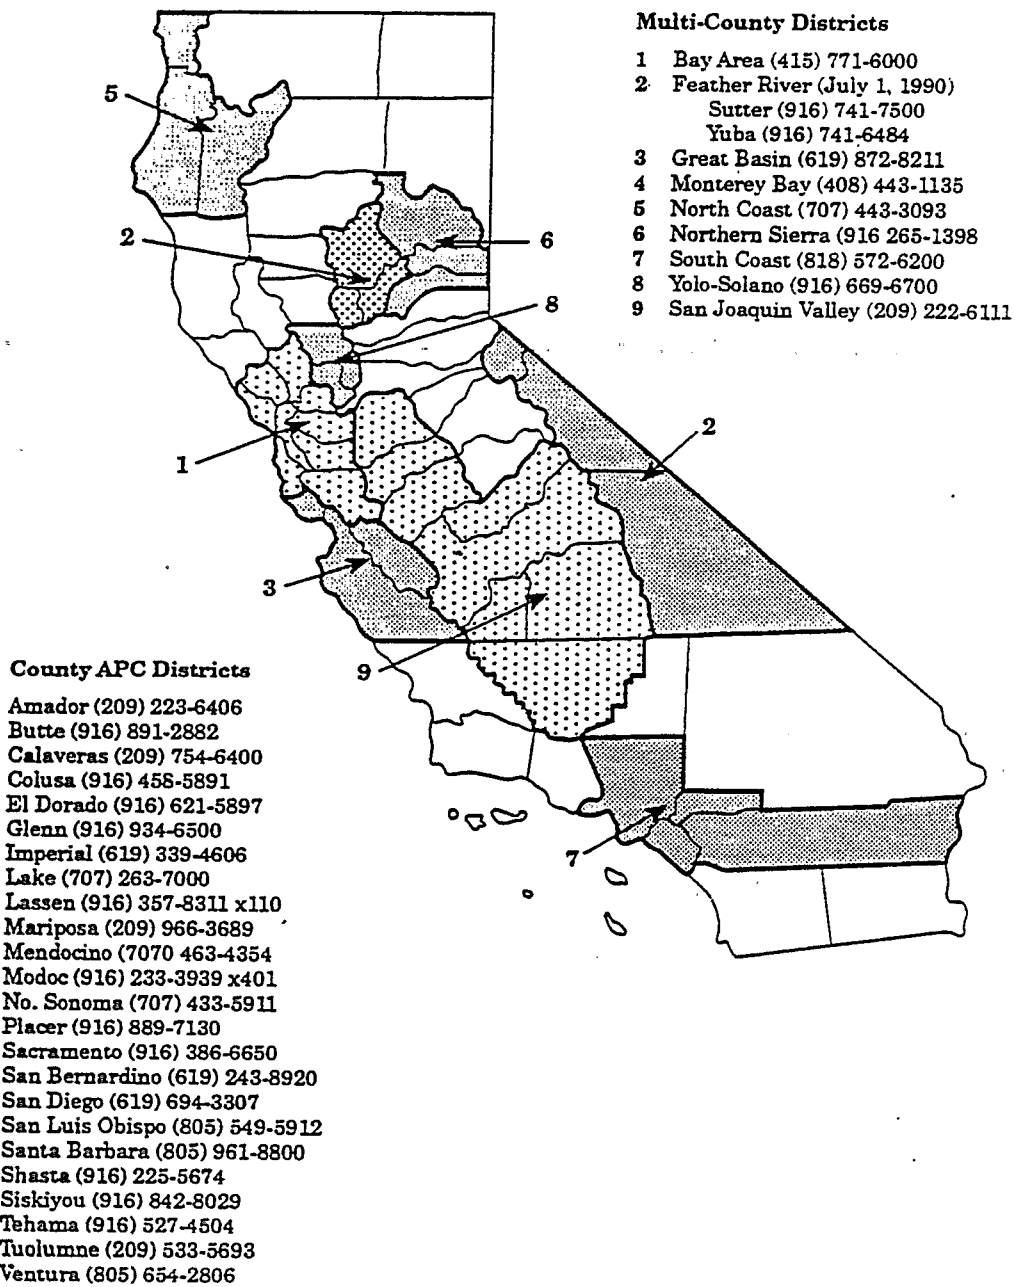 Multi-County Districts
1 Bay Area (415) 771-6000
2 Feather River (July 1, 1990)
Sutter (916) 741-7500
Yuba (916) 741-6484
3 Great Basin (619) 872-8211
4 Monterey Bay (408) 443-1135
5 North Coast (707) 443-3093
6 Northern Sierra (916 265-1398
7 South Coast (818) 572-6200
8 Yolo-Solano (916) 669-6700
9 San Joaquin Valley (209) 222-6111
5
2
6
8
2
1
3
9
7
County APC Districts
Amador (209) 223-6406
Butte (916) 891-2882
Calaveras (209) 754-6400
Colusa (916) 458-5891
El Dorado (916) 621-5897
Glenn (916) 934-6500
Imperial (619) 339-4606
Lake (707) 263-7000
Lassen (916) 357-8311 x110
Mariposa (209) 966-3689
Mendocino (7070 463-4354
Modoc (916) 233-3939 x401
No. Sonoma (707) 433-5911
Placer (916) 889-7130
Sacramento (916) 386-6650
San Bernardino (619) 243-8920
San Diego (619) 694-3307
San Luis Obispo (805) 549-5912
Santa Barbara (805) 961-8800
Shasta (916) 225-5674
Siskiyou (916) 842-8029
Tehama (916) 527-4504
Tuolumne (209) 533-5693
Ventura (805) 654-2806